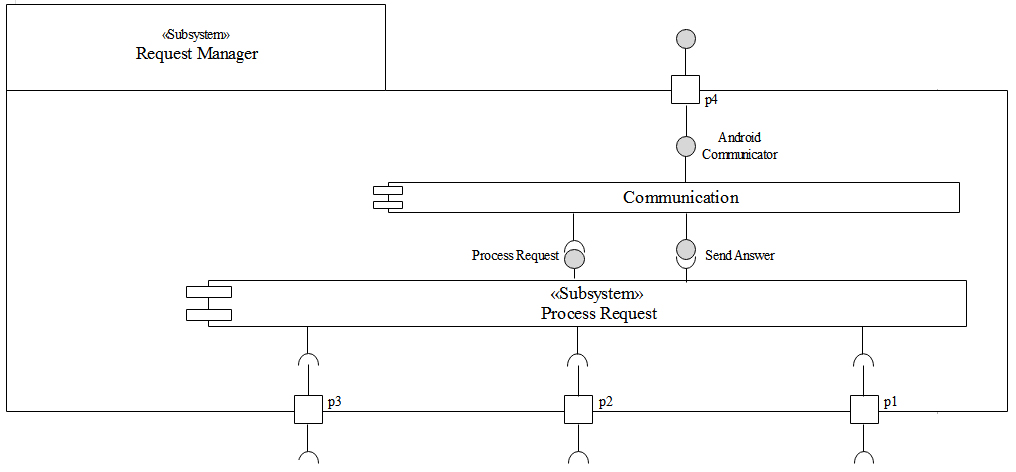 «Subsystem»
Request Manager
p4
Android
Communicator
Communication
Process Request
Send Answer
«Subsystem»
Process Request
p3
p2
p1